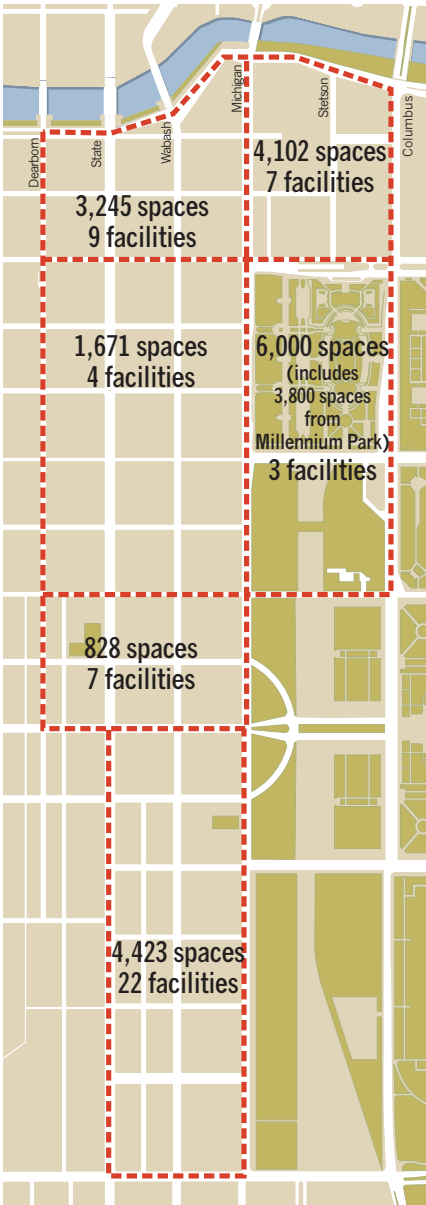 Dearborn
State
Wabash
Michigan
Stetson
Columbus
4,102 spaces
7 facilities
3,245 spaces
9 facilities
1,671 spaces
4 facilities
6,000 spaces
(includes
3,800 spaces
from
Millennium Park)
3 facilities
828 spaces
7 facilities
4,423 spaces
22 facilities